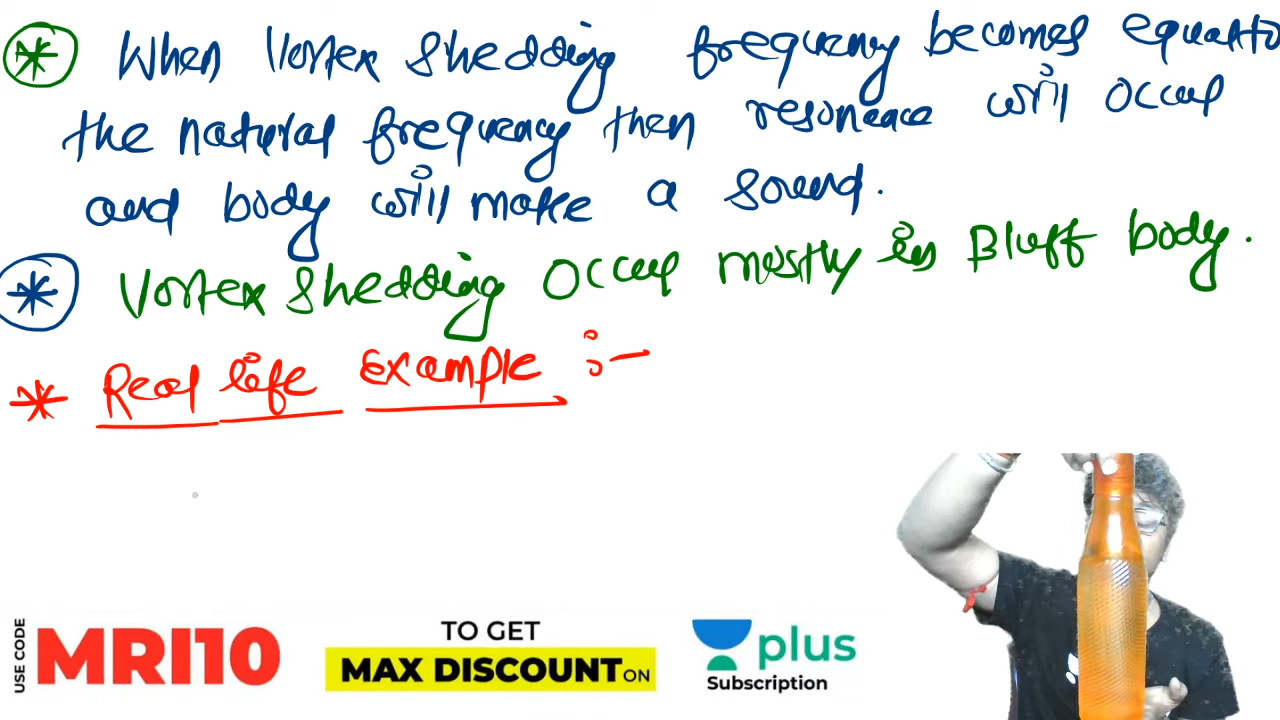 * When Vortex Shedding frequency becomes equal to
the natural frequency then resonance will occur
and body will make a sound.
* Vortex Shedding Occur mostly in Bluff body.
* Real life Example :-
USE CODE MRI10
TO GET
MAX DISCOUNT ON
plus
Subscription